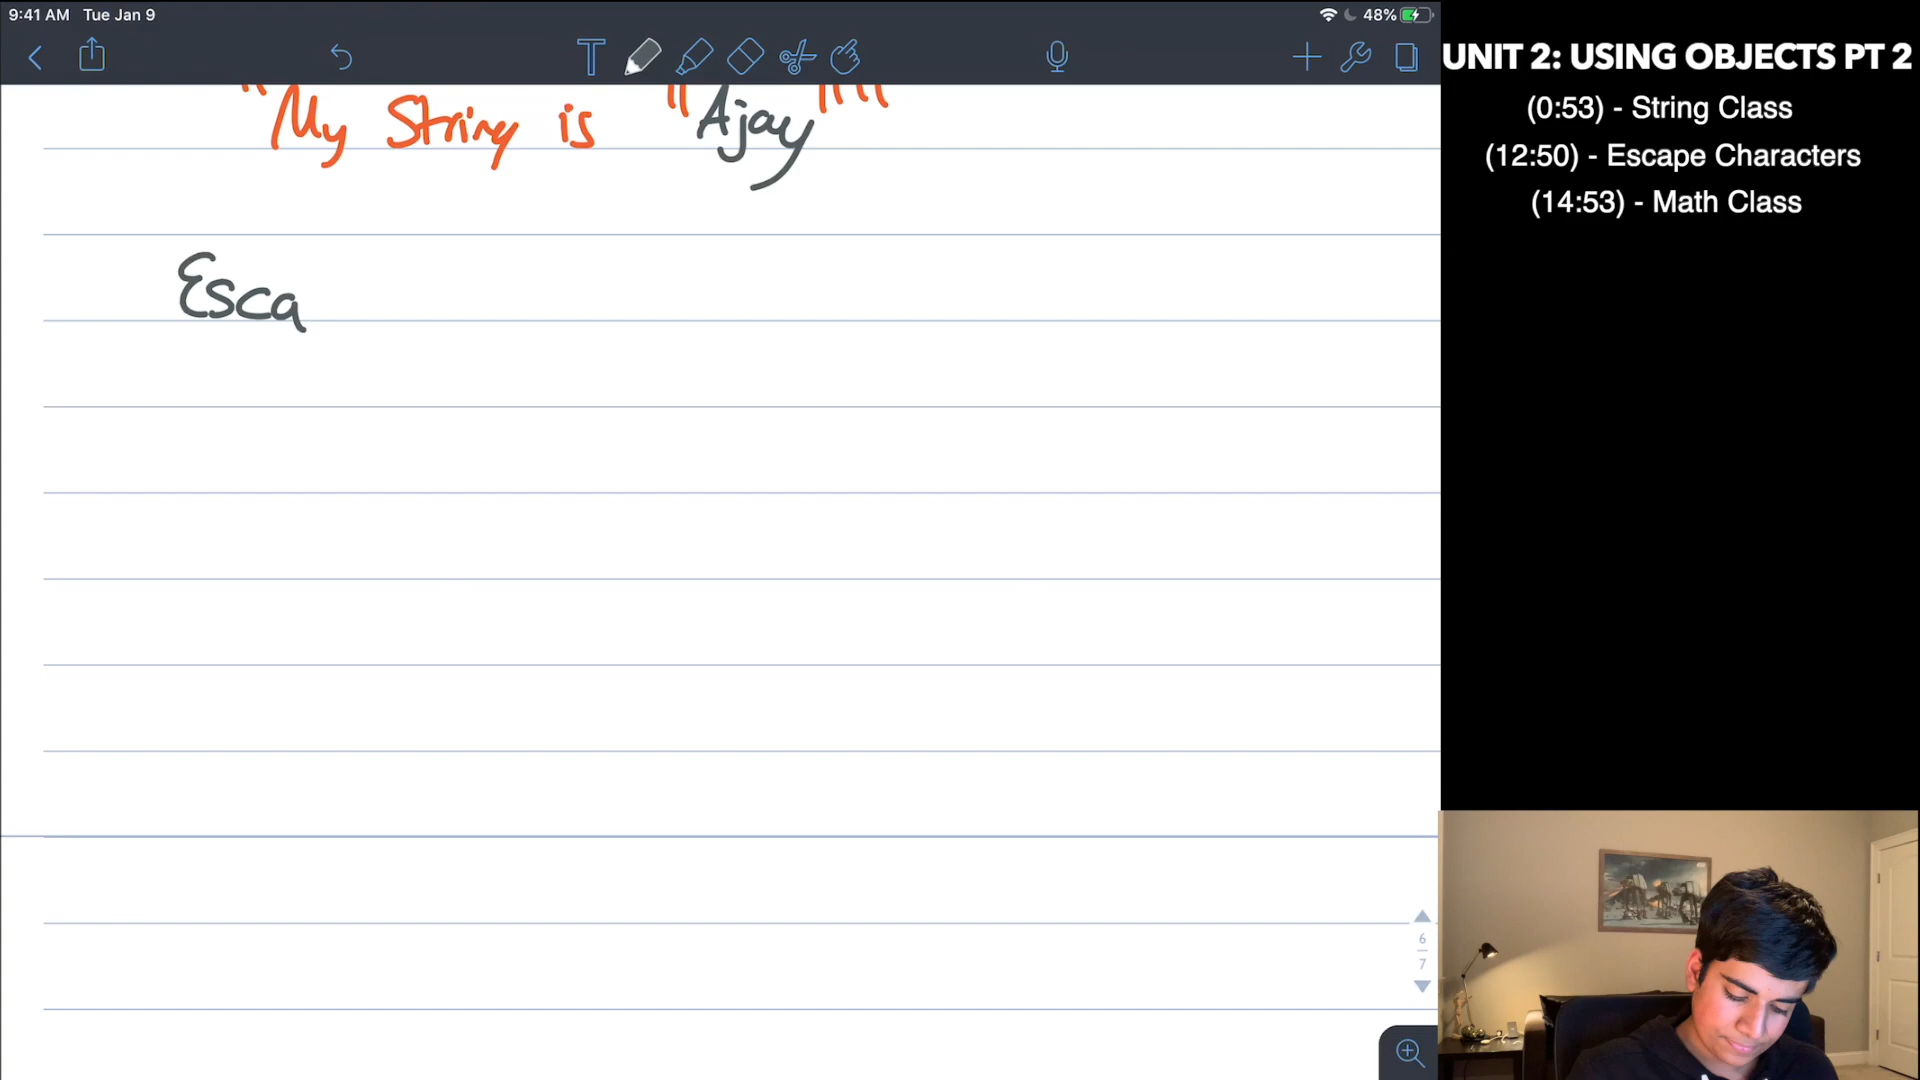 9:41 AM Tue Jan 9
48%
T
UNIT 2: USING OBJECTS PT 2
(0:53) - String Class
(12:50) - Escape Characters
(14:53) - Math Class
"My String is "Ajay""
Esca
6
7